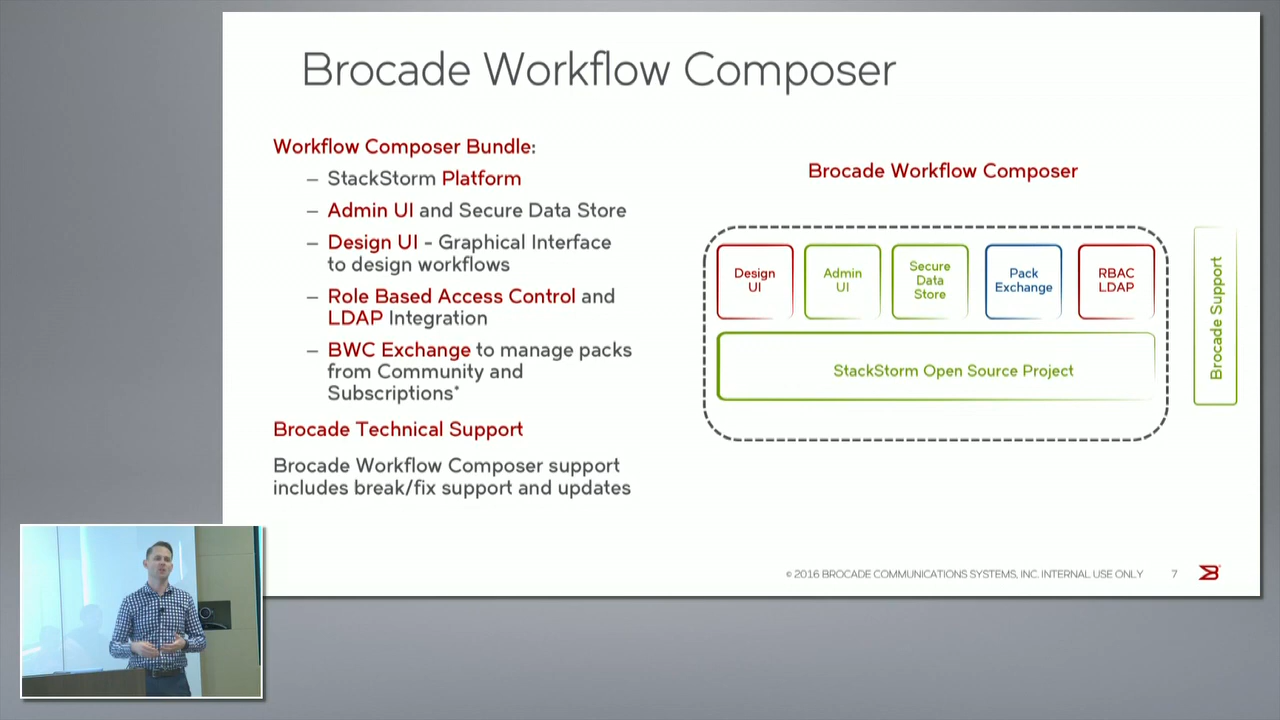 Brocade Workflow Composer
Workflow Composer Bundle:
– StackStorm Platform
– Admin UI and Secure Data Store
– Design UI - Graphical Interface
to design workflows
– Role Based Access Control and
LDAP Integration
– BWC Exchange to manage packs
from Community and
Subscriptions*
Brocade Technical Support
Brocade Workflow Composer support
includes break/fix support and updates
Brocade Workflow Composer
Design
UI
Admin
UI
Secure
Data
Store
Pack
Exchange
RBAC
LDAP
StackStorm Open Source Project
Brocade Support
© 2016 BROCADE COMMUNICATIONS SYSTEMS, INC. INTERNAL USE ONLY
7